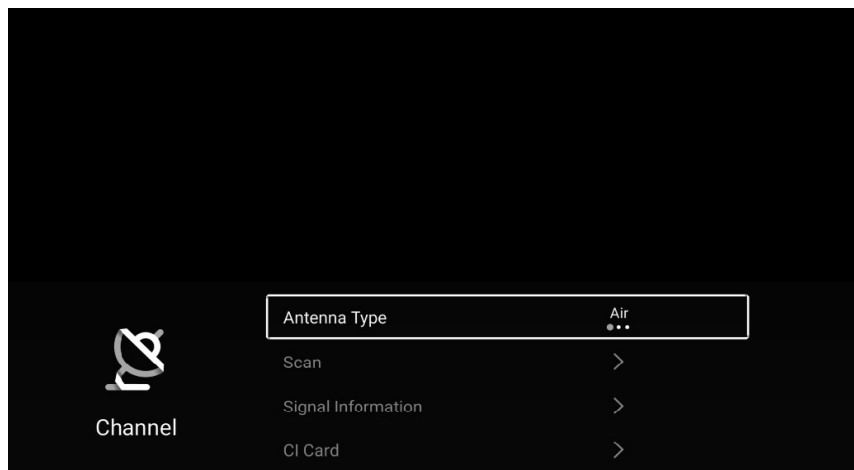 Antenna Type
Air
Scan
Signal Information
Channel
CI Card